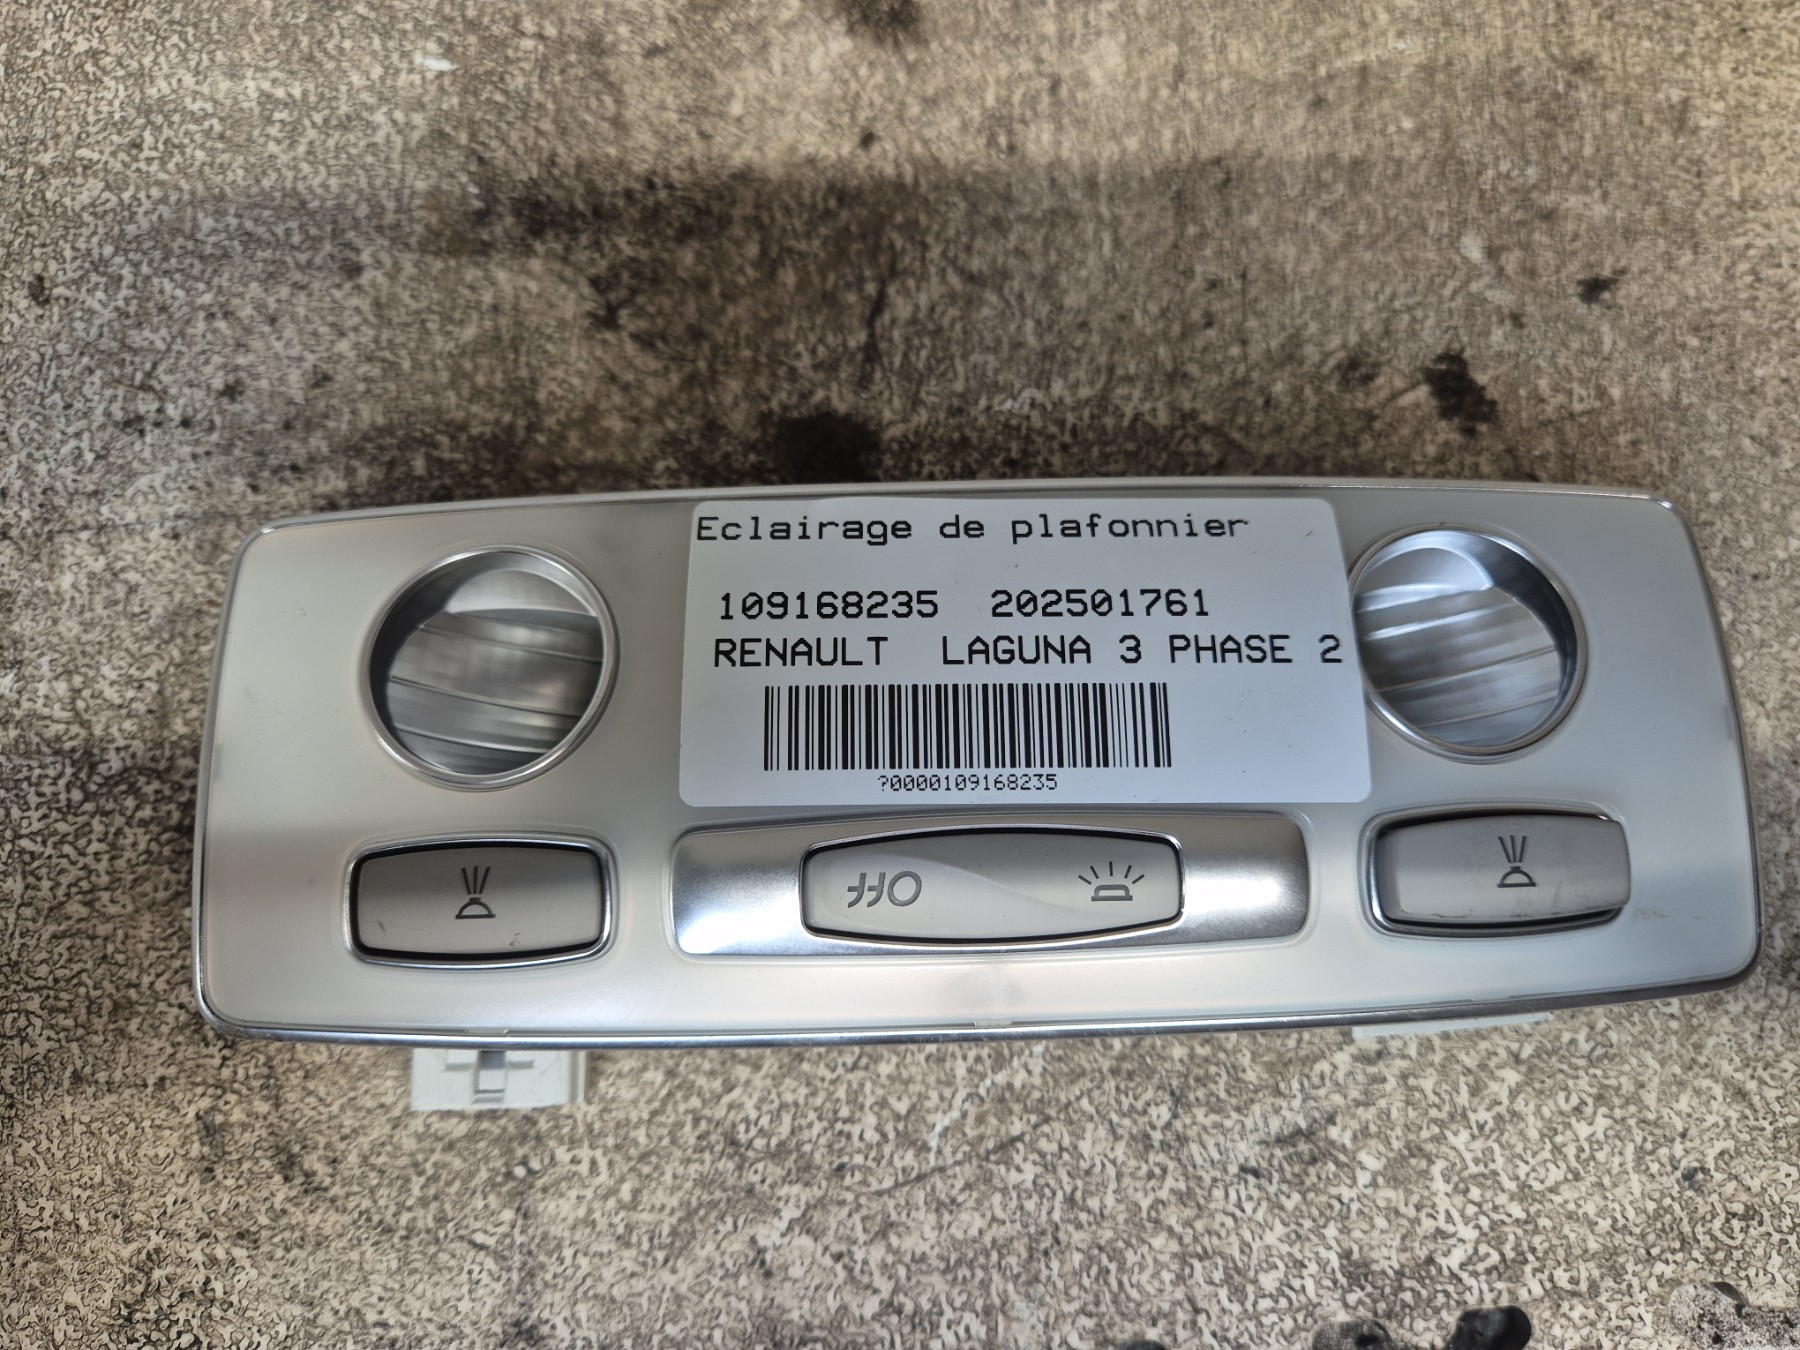 Eclairage de plafonnier
109168235 202501761
RENAULT LAGUNA 3 PHASE 2
?0000109168235
OFF